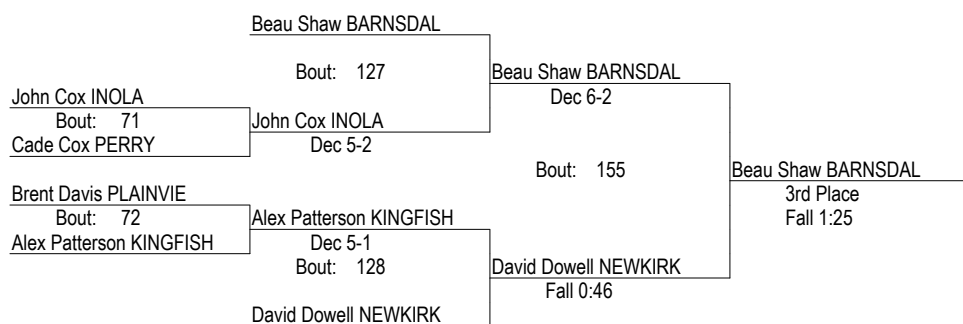 Beau Shaw BARNSDAL
Bout: 127
Beau Shaw BARNSDAL
John Cox INOLA
Dec 6-2
Bout: 71
John Cox INOLA
Cade Cox PERRY
Dec 5-2
Bout: 155
Beau Shaw BARNSDAL
Brent Davis PLAINVIE
3rd Place
Bout: 72
Alex Patterson KINGFISH
Fall 1:25
Alex Patterson KINGFISH
Dec 5-1
Bout: 128
David Dowell NEWKIRK
Fall 0:46
David Dowell NEWKIRK